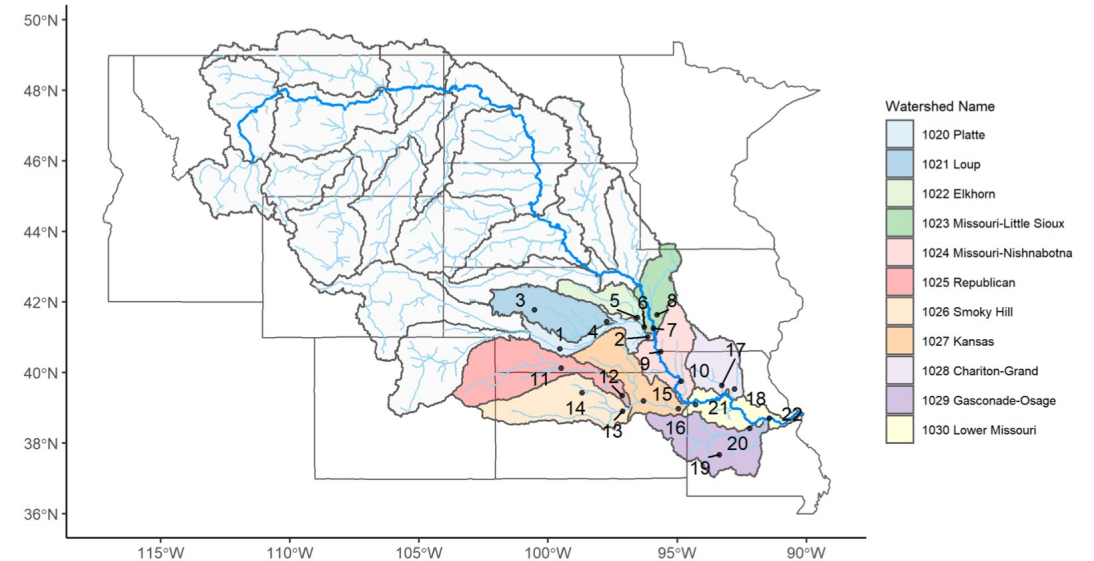 50°N
48°N
46°N
44°N
42°N
40°N
38°N
36°N
115°W
110°W
105°W
100°W
95°W
90°W
3
5
6
8
1
4
2
7
9
17
11
12
10
15
14
21
18
22
13
16
20
19
Watershed Name
1020 Platte
1021 Loup
1022 Elkhorn
1023 Missouri-Little Sioux
1024 Missouri-Nishnabotna
1025 Republican
1026 Smoky Hill
1027 Kansas
1028 Chariton-Grand
1029 Gasconade-Osage
1030 Lower Missouri